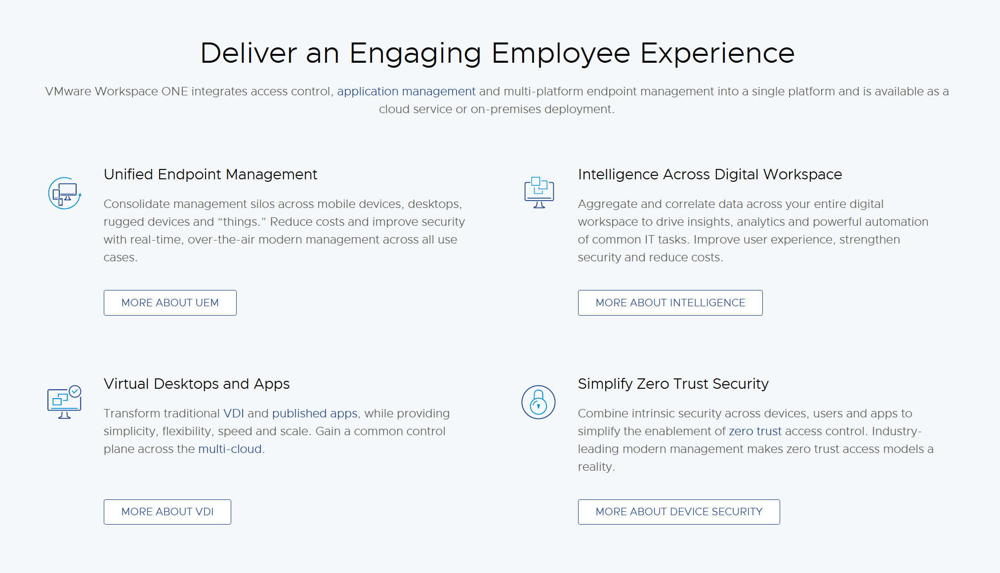 Deliver an Engaging Employee Experience
VMware Workspace ONE integrates access control, application management and multi-platform endpoint management into a single platform and is available as a
cloud service or on-premises deployment.
Unified Endpoint Management
Consolidate management silos across mobile devices, desktops,
rugged devices and “things.” Reduce costs and improve security
with real-time, over-the-air modern management across all use
cases.
MORE ABOUT UEM
Intelligence Across Digital Workspace
Aggregate and correlate data across your entire digital
workspace to drive insights, analytics and powerful automation
of common IT tasks. Improve user experience, strengthen
security and reduce costs.
MORE ABOUT INTELLIGENCE
Virtual Desktops and Apps
Transform traditional VDI and published apps, while providing
simplicity, flexibility, speed and scale. Gain a common control
plane across the multi-cloud.
MORE ABOUT VDI
Simplify Zero Trust Security
Combine intrinsic security across devices, users and apps to
simplify the enablement of zero trust access control. Industry-
leading modern management makes zero trust access models a
reality.
MORE ABOUT DEVICE SECURITY